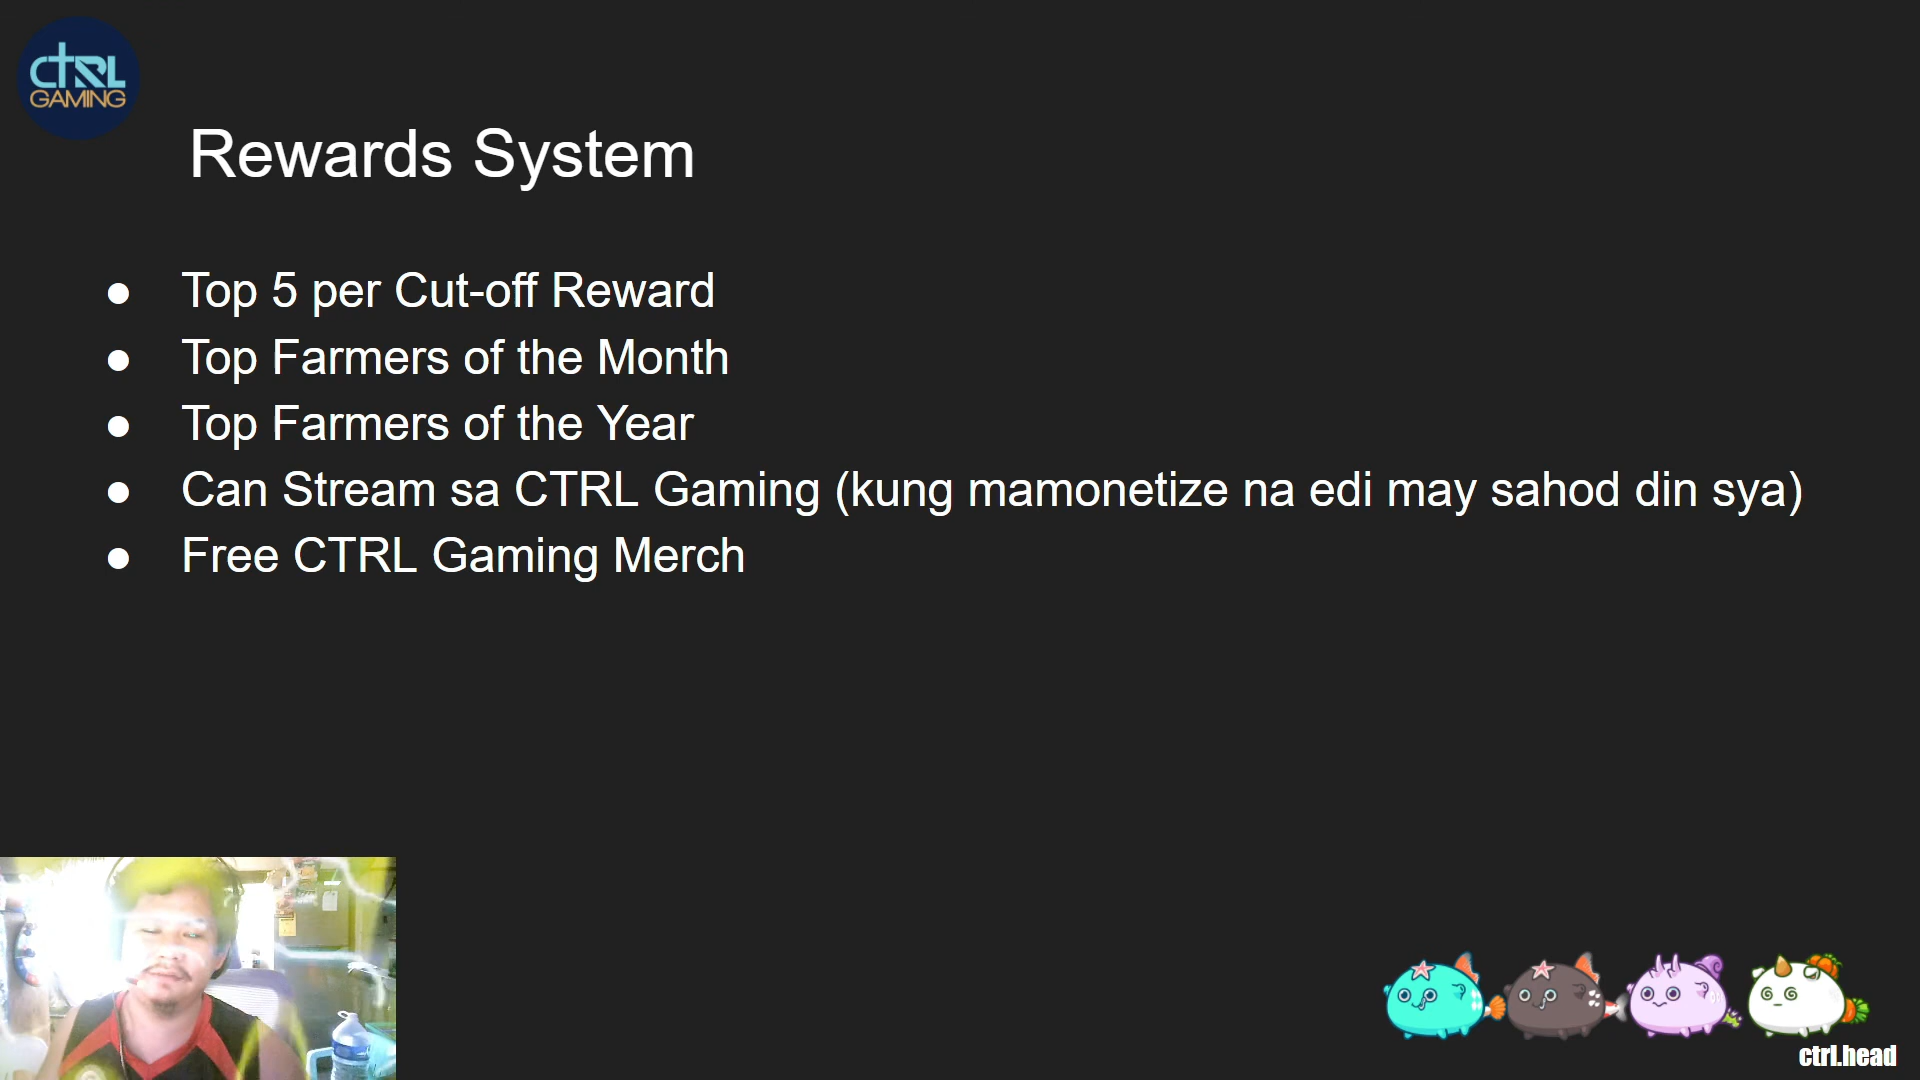 CTRL
GAMING
Rewards System
● Top 5 per Cut-off Reward
● Top Farmers of the Month
● Top Farmers of the Year
● Can Stream sa CTRL Gaming (kung mamonetize na edi may sahod din sya)
● Free CTRL Gaming Merch
ctrl.head